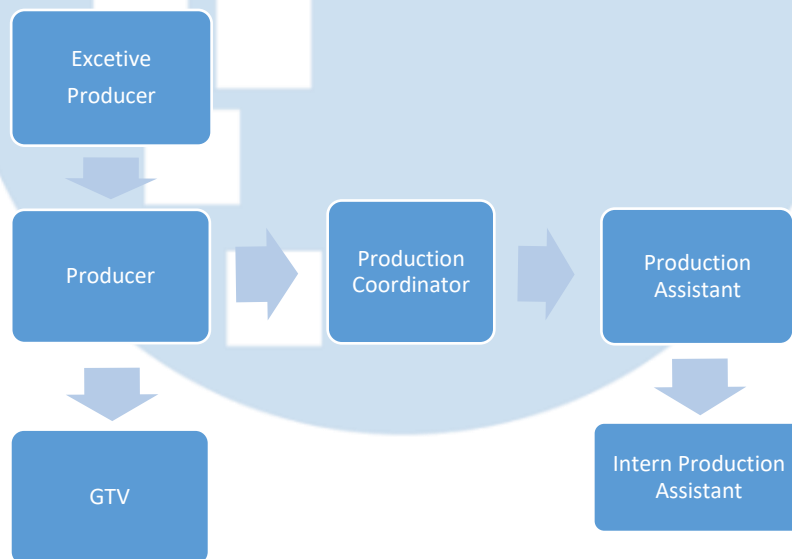 Excetive
Producer
Producer
Production
Coordinator
Production
Assistant
GTV
Intern Production
Assistant